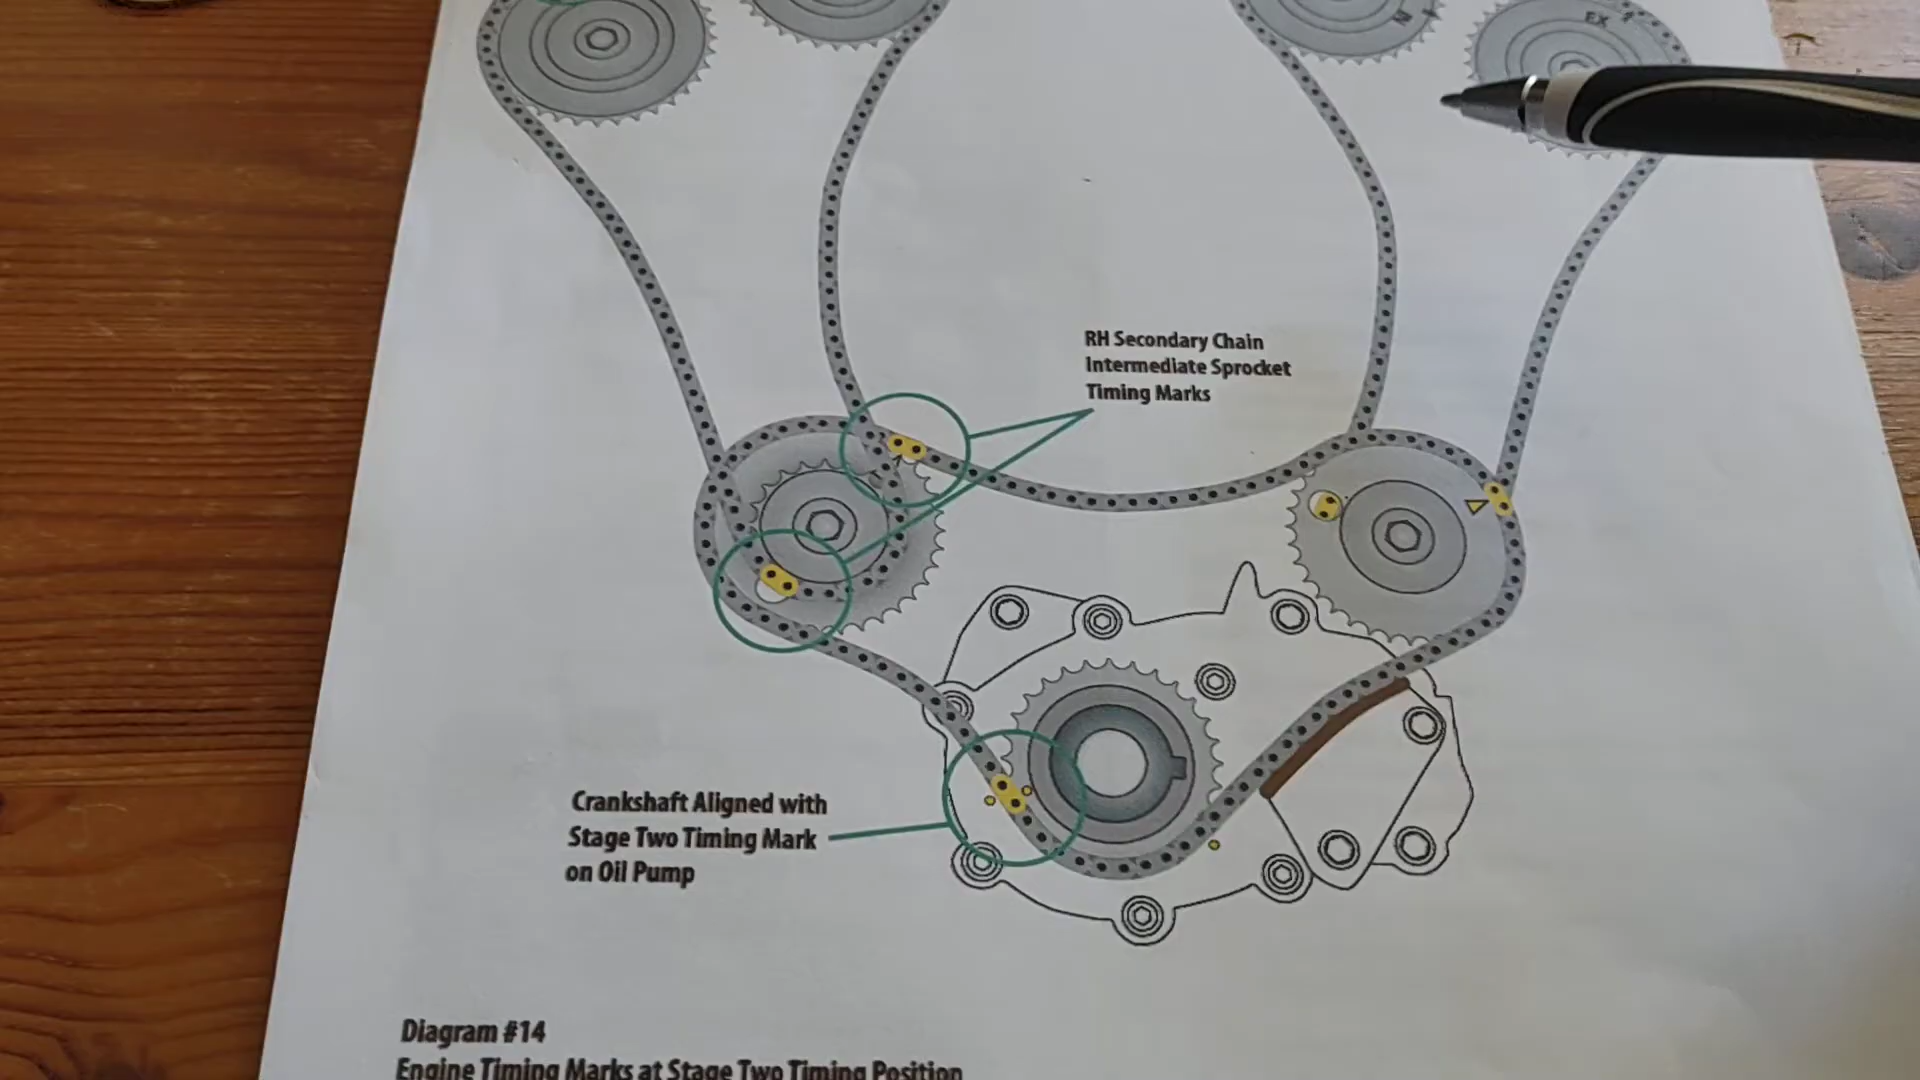 EX
RH Secondary Chain
Intermediate Sprocket
Timing Marks
Crankshaft Aligned with
Stage Two Timing Mark
on Oil Pump
Diagram #14
Engine Timing Marks at Stage Two Timing Position